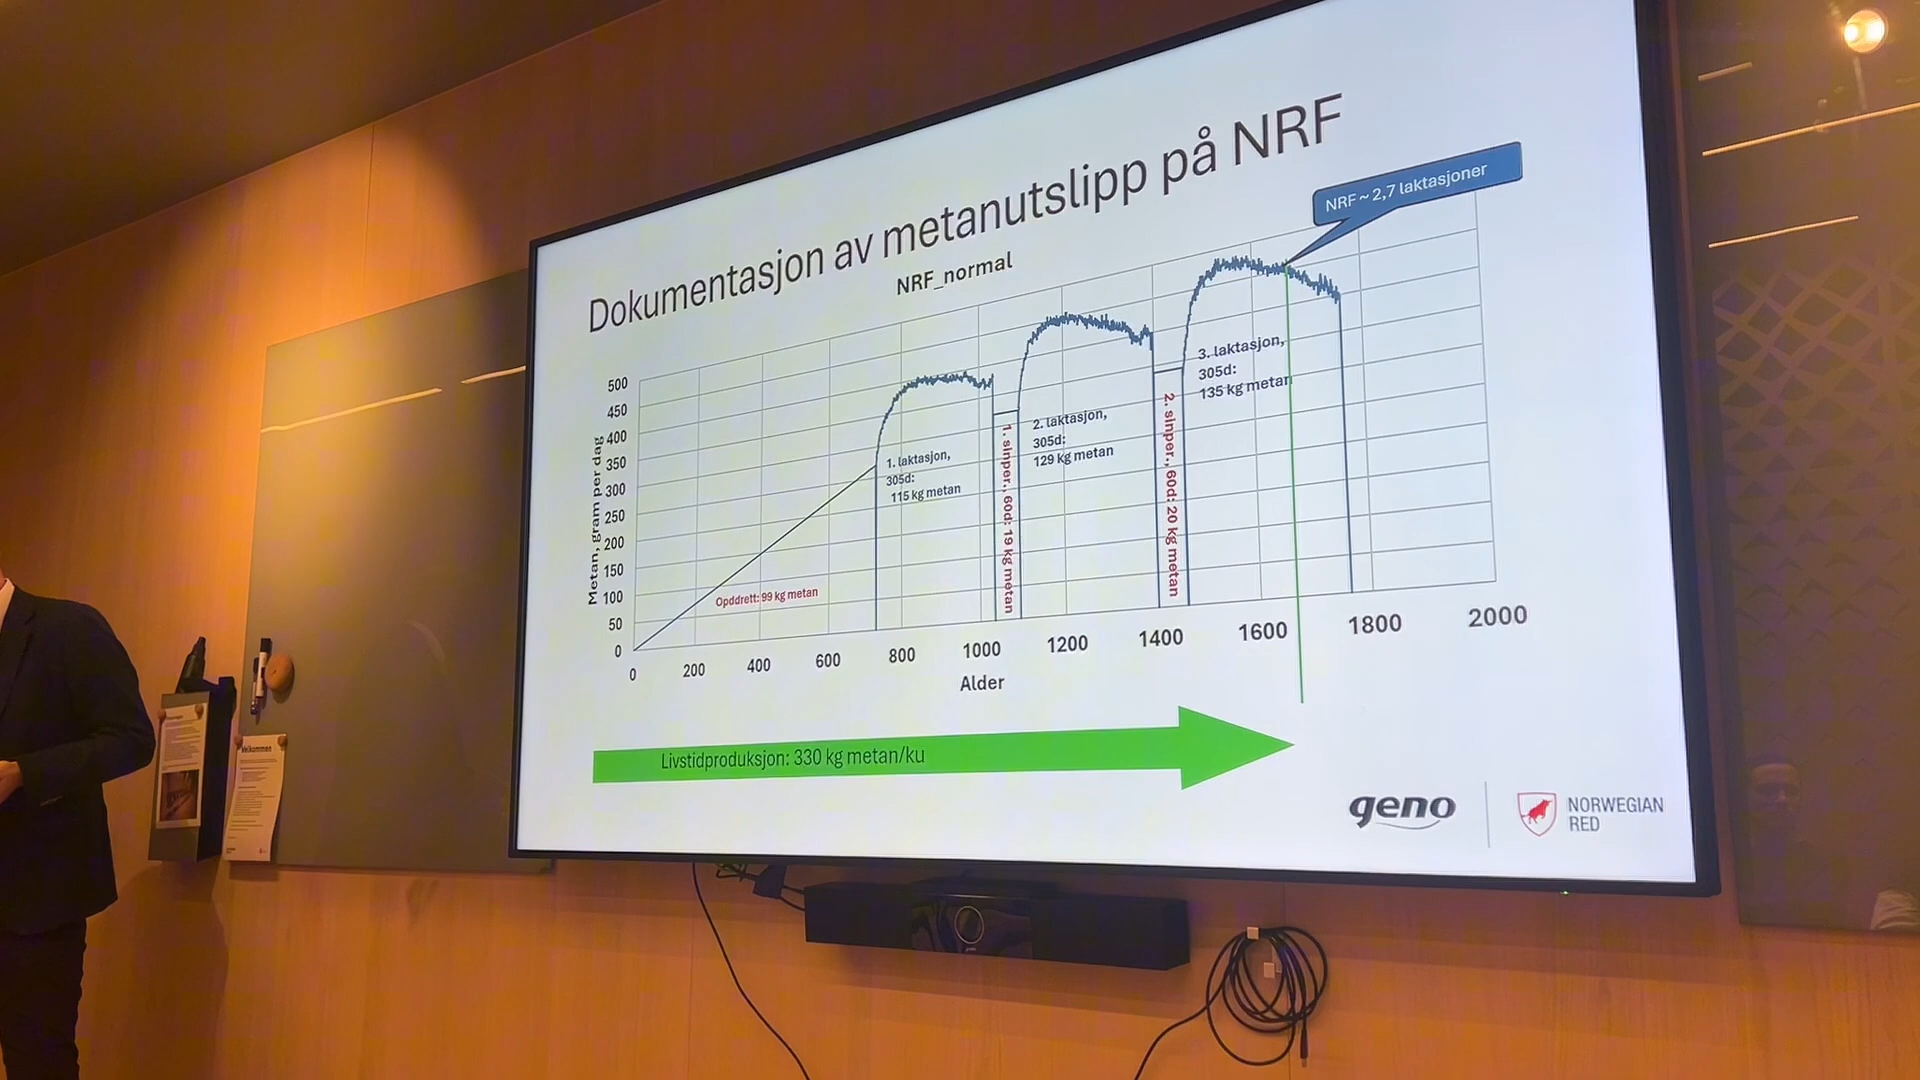 Dokumentasjon av metanutslipp på NRF
NRF ~ 2,7 laktasjoner
NRF_normal
Metan, gram per dag
500
450
400
350
300
250
200
150
100
50
0
1. laktasjon,
305d:
115 kg metan
1. sinper., 60d: 19 kg metan
2. laktasjon,
305d:
129 kg metan
2. sinper., 60d: 20 kg metan
3. laktasjon,
305d:
135 kg metan
Opddrett: 99 kg metan
0 200 400 600 800 1000 1200 1400 1600 1800 2000
Alder
Livstidproduksjon: 330 kg metan/ku
geno
NORWEGIAN
RED
Velkommen